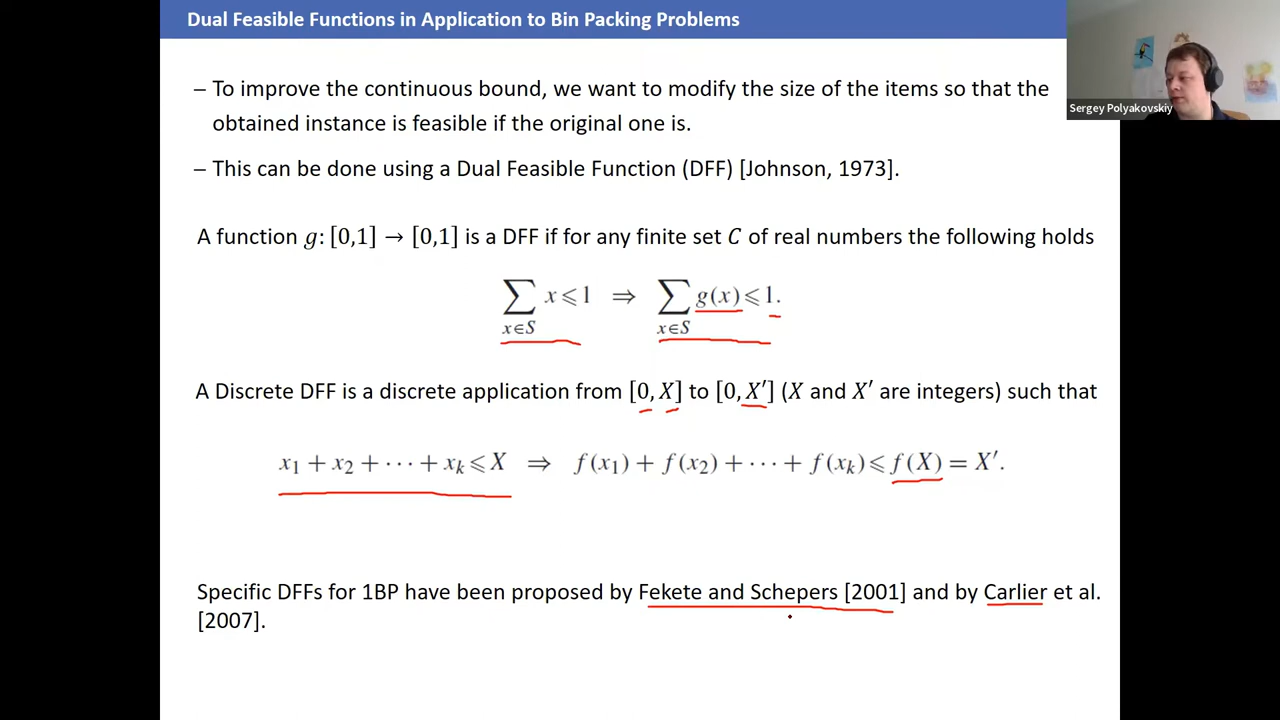 Dual Feasible Functions in Application to Bin Packing Problems
Sergey Polyakovskiy
– To improve the continuous bound, we want to modify the size of the items so that the
obtained instance is feasible if the original one is.
– This can be done using a Dual Feasible Function (DFF) [Johnson, 1973].
A function g: [0,1] → [0,1] is a DFF if for any finite set C of real numbers the following holds
∑ x ⩽ 1 ⇒ ∑ g(x) ⩽ 1.
x∈S x∈S
A Discrete DFF is a discrete application from [0, X] to [0, X′] (X and X′ are integers) such that
x₁ + x₂ + ⋯ + xₖ ⩽ X ⇒ f(x₁) + f(x₂) + ⋯ + f(xₖ) ⩽ f(X) = X′.
Specific DFFs for 1BP have been proposed by Fekete and Schepers [2001] and by Carlier et al.
[2007].